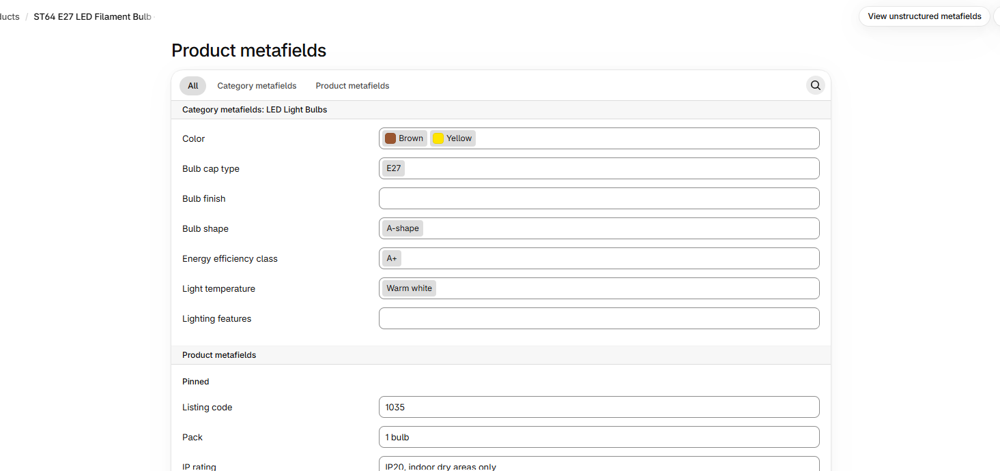 ducts / ST64 E27 LED Filament Bulb
View unstructured metafields
Product metafields
All Category metafields Product metafields
Category metafields: LED Light Bulbs
Color Brown Yellow
Bulb cap type E27
Bulb finish
Bulb shape A-shape
Energy efficiency class A+
Light temperature Warm white
Lighting features
Product metafields
Pinned
Listing code 1035
Pack 1 bulb
IP rating IP20, indoor dry areas only